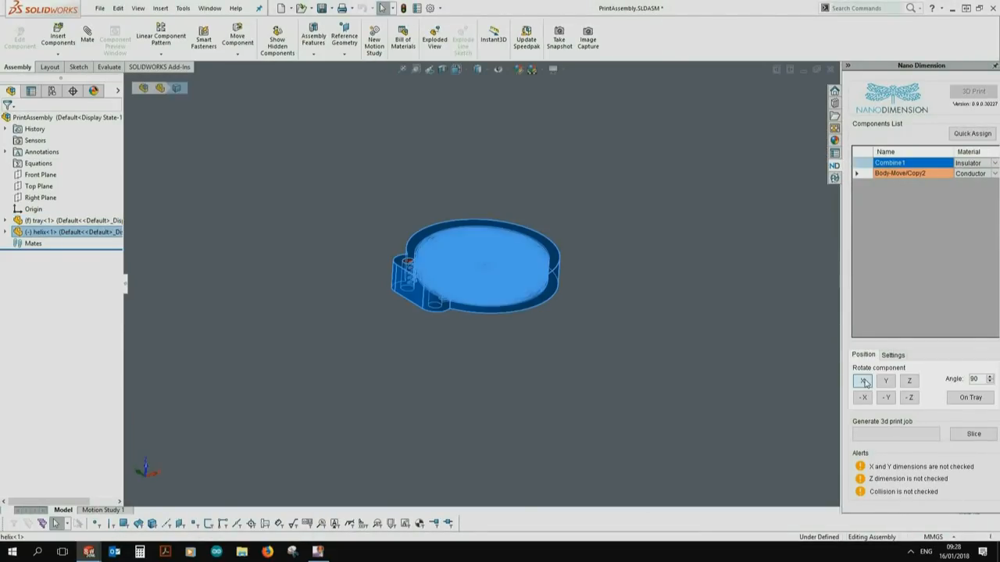 SOLIDWORKS File Edit View Insert Tools Window Help
PrintAssembly.SLDASM *
Search Commands
Edit Component
Insert Components
Mate
Component Preview Window
Linear Component Pattern
Smart Fasteners
Move Component
Show Hidden Components
Assembly Features
Reference Geometry
New Motion Study
Bill of Materials
Exploded View
Explode Line Sketch
Instant3D
Update Speedpak
Take Snapshot
Image Capture
Assembly Layout Sketch Evaluate SOLIDWORKS Add-Ins
PrintAssembly (Default<Display State-1
History
Sensors
Annotations
Equations
Front Plane
Top Plane
Right Plane
Origin
(f) tray<1> (Default<<Default>_Disp
(-) helix<1> (Default<<Default>_Di
Mates
Nano Dimension
NANODIMENSION
3D Print
Version: 0.9.0.30227
Components List
Quick Assign
Name Material
Combine1 Insulator
Body-Move/Copy2 Conductor
ND
Position Settings
Rotate component
X Y Z Angle: 90
-X -Y -Z On Tray
Generate 3d print job
Slice
Alerts
X and Y dimensions are not checked
Z dimension is not checked
Collision is not checked
Model Motion Study 1
helix<1>
Under Defined Editing Assembly MMGS
ENG 09:28
16/01/2018